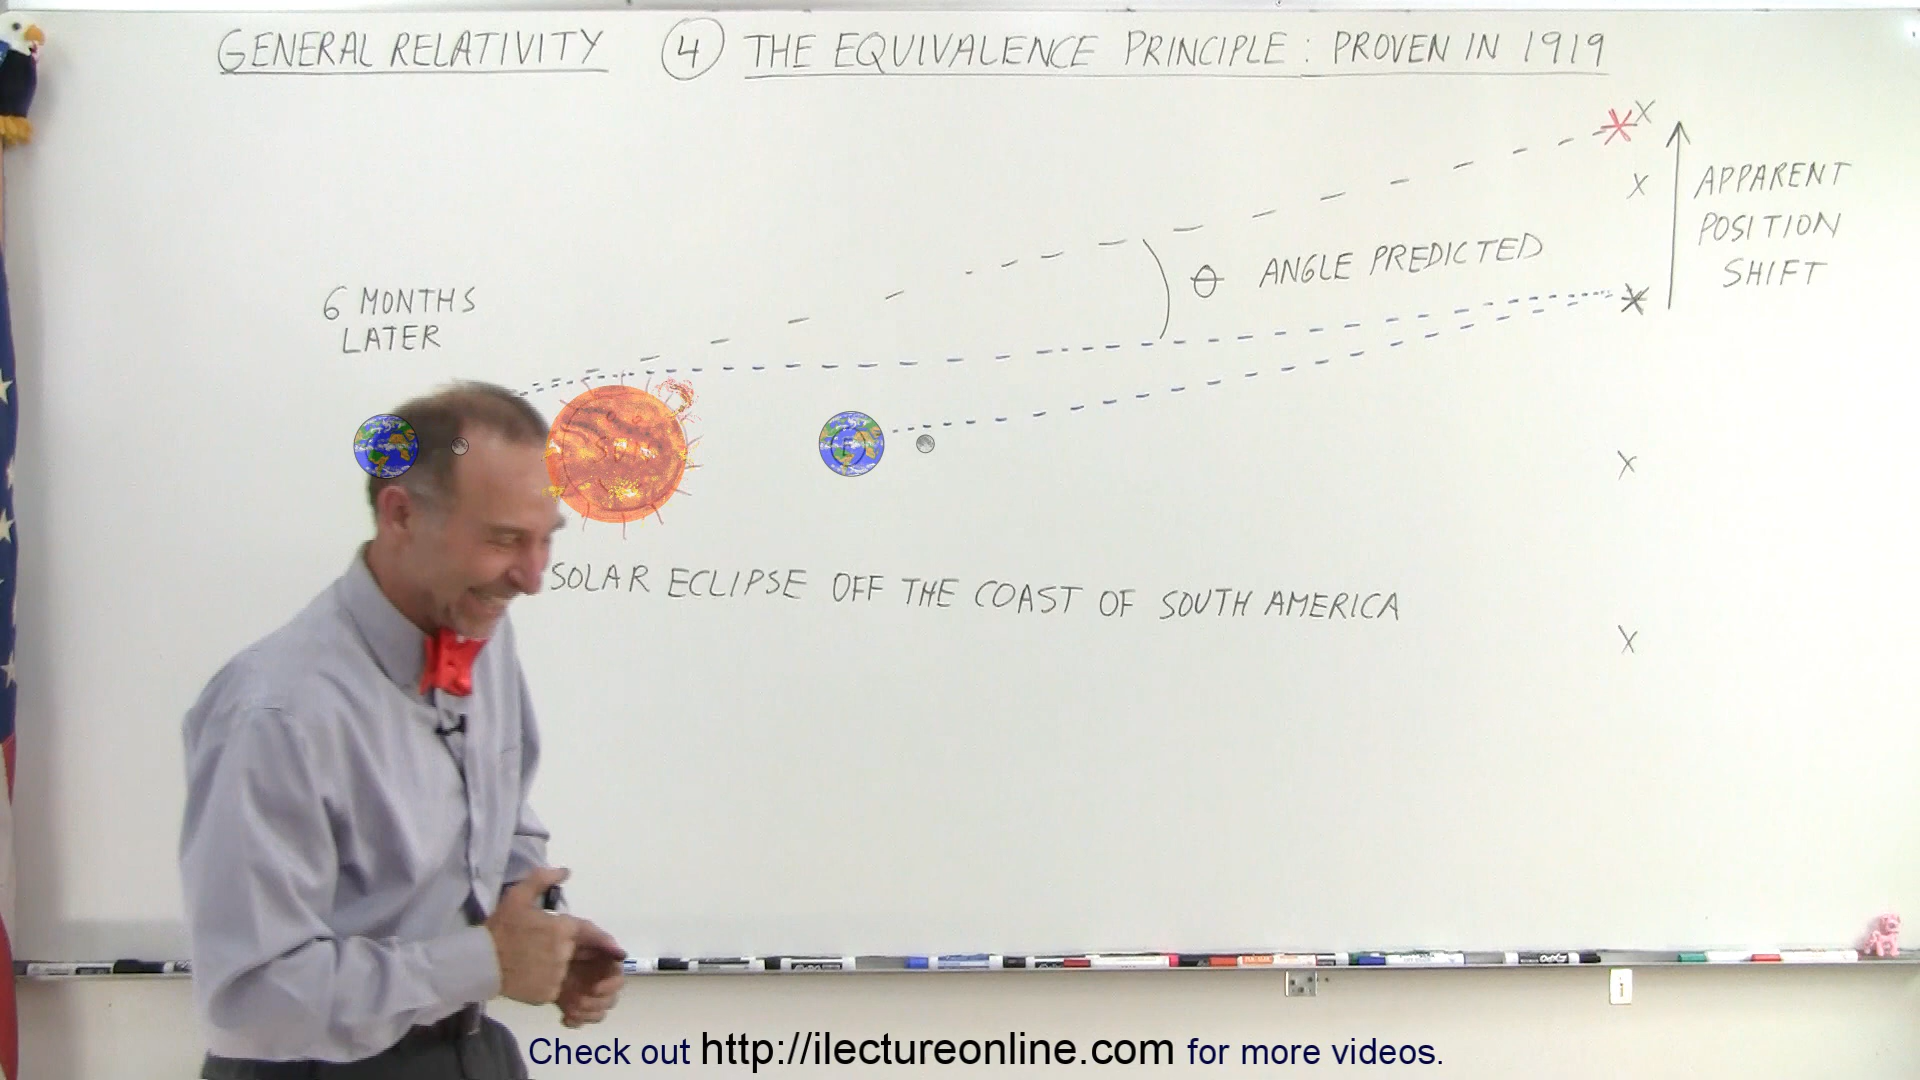 GENERAL RELATIVITY 4 THE EQUIVALENCE PRINCIPLE: PROVEN IN 1919
APPARENT
POSITION
SHIFT
θ ANGLE PREDICTED
6 MONTHS
LATER
SUN
E
SOLAR ECLIPSE OFF THE COAST OF SOUTH AMERICA
Check out http://ilectureonline.com for more videos.